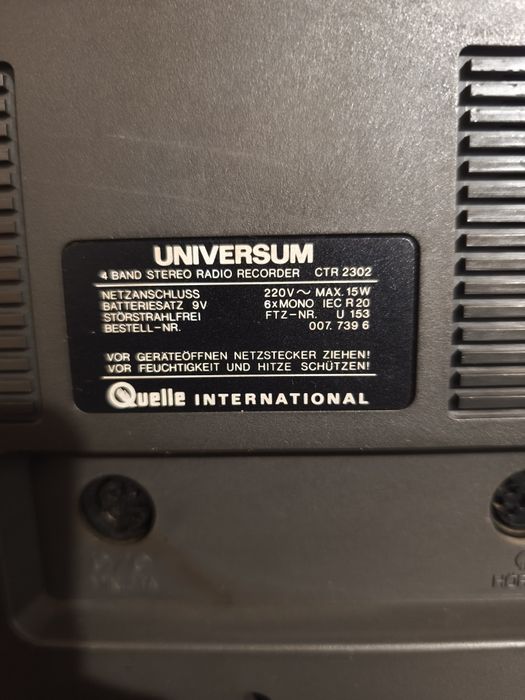 UNIVERSUM
4 BAND STEREO RADIO RECORDER CTR 2302
NETZANSCHLUSS 220V~ MAX. 15W
BATTERIESATZ 9V 6xMONO IEC R 20
STÖRSTRAHLFREI FTZ-NR. U 153
BESTELL-NR. 007. 739 6
VOR GERÄTEÖFFNEN NETZSTECKER ZIEHEN!
VOR FEUCHTIGKEIT UND HITZE SCHÜTZEN!
Quelle INTERNATIONAL